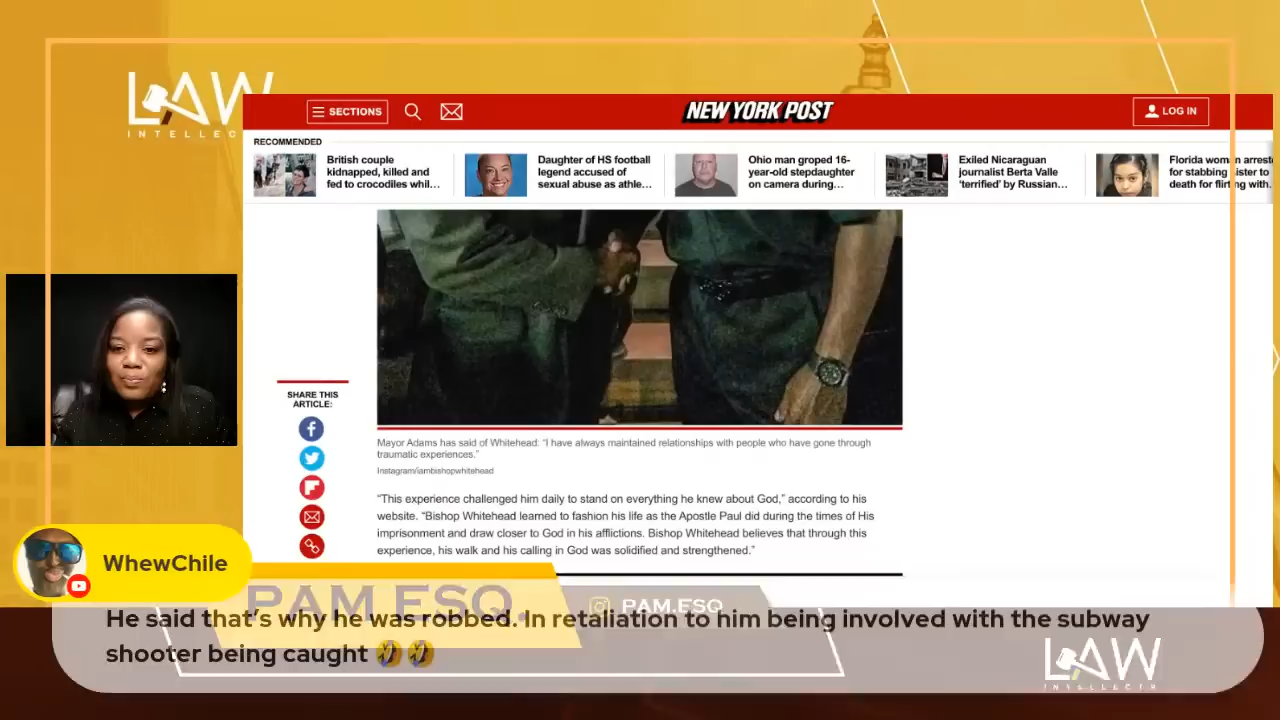 LAW
INTELLEC
SECTIONS
NEW YORK POST
LOG IN
RECOMMENDED
British couple
kidnapped, killed and
fed to crocodiles whil...
Daughter of HS football
legend accused of
sexual abuse as athle...
Ohio man groped 16-
year-old stepdaughter
on camera during...
Exiled Nicaraguan
journalist Berta Valle
‘terrified’ by Russian...
Florida woman arrest
for stabbing sister to
death for flirting with.
SHARE THIS
ARTICLE:
Mayor Adams has said of Whitehead: “I have always maintained relationships with people who have gone through
traumatic experiences.”
Instagram/iambishopwhitehead
“This experience challenged him daily to stand on everything he knew about God,” according to his
website. “Bishop Whitehead learned to fashion his life as the Apostle Paul did during the times of His
imprisonment and draw closer to God in his afflictions. Bishop Whitehead believes that through this
experience, his walk and his calling in God was solidified and strengthened.”
WhewChile
PAM ESQ.
PAM.ESQ
He said that’s why he was robbed. In retaliation to him being involved with the subway
shooter being caught 🤣🤣
LAW